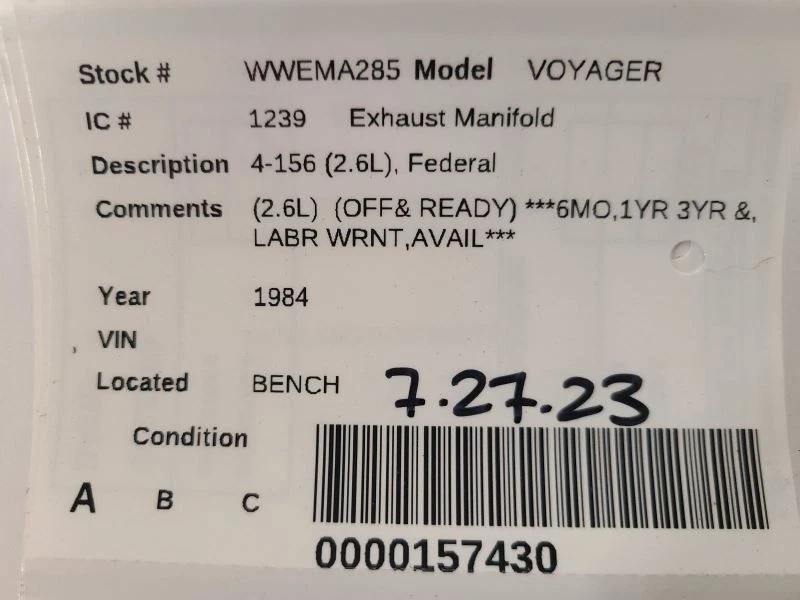 Stock # WWEMA285 Model VOYAGER
IC # 1239 Exhaust Manifold
Description 4-156 (2.6L), Federal
Comments (2.6L) (OFF& READY) ***6MO,1YR 3YR &,
LABR WRNT,AVAIL***
Year 1984
VIN
Located BENCH 7.27.23
Condition
A B C
0000157430